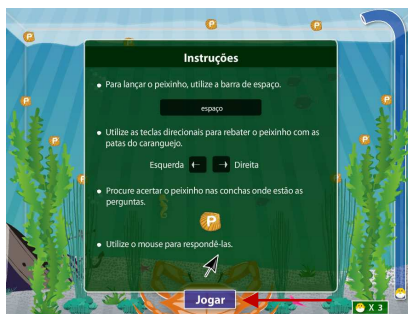 P
P
P
Instruções
• Para lançar o peixinho, utilize a barra de espaço.
espaço
P
P
• Utilize as teclas direcionais para rebater o peixinho com as
patas do caranguejo.
P
P
Esquerda ← → Direita
P
• Procure acertar o peixinho nas conchas onde estão as
perguntas.
P
• Utilize o mouse para respondê-las.
Jogar
X 3